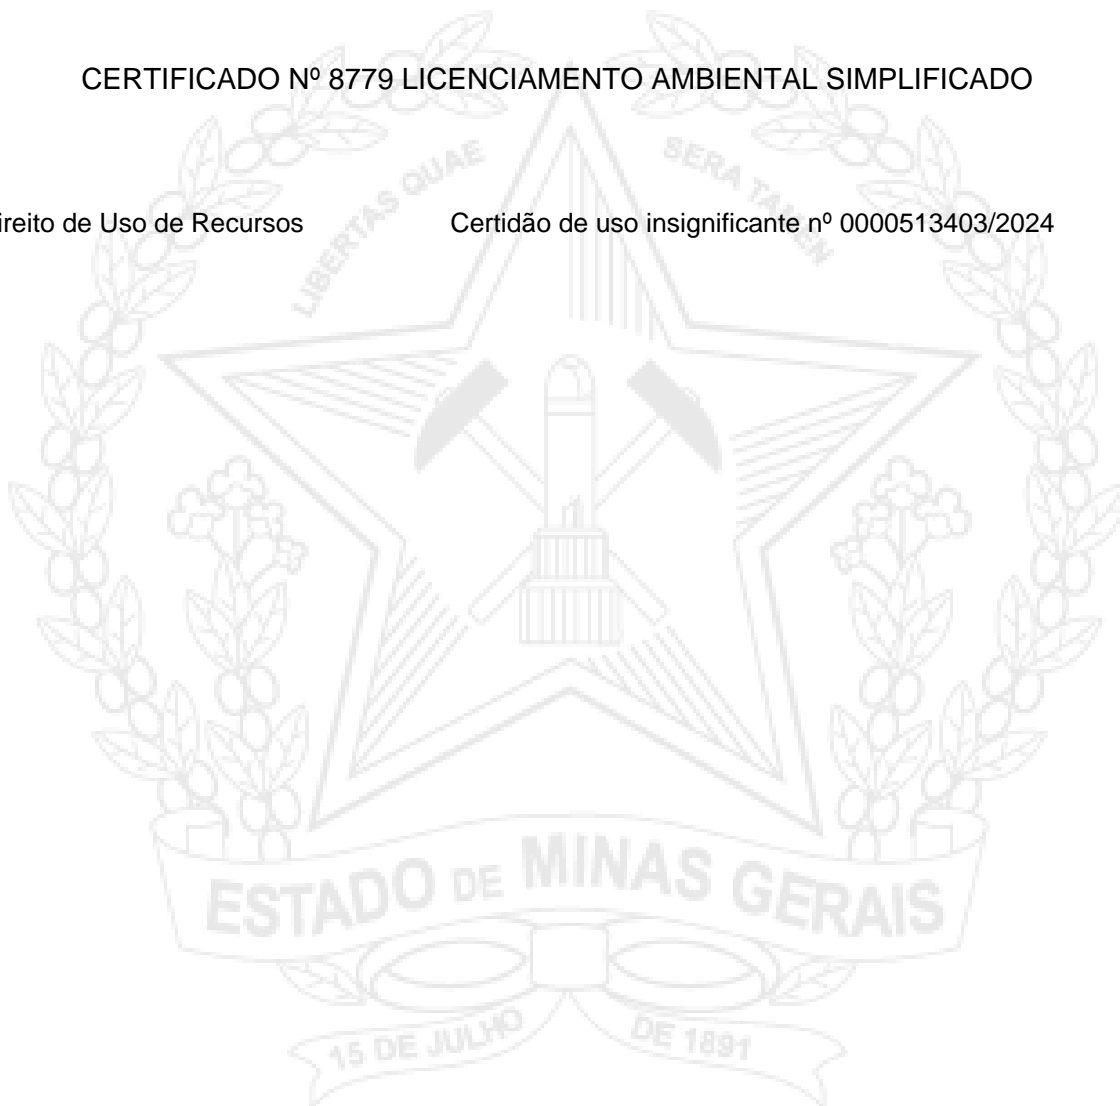 CERTIFICADO Nº 8779 LICENCIAMENTO AMBIENTAL SIMPLIFICADO
LIBERTAS QUAE SERA TAMEN
ireito de Uso de Recursos Certidão de uso insignificante nº 0000513403/2024
ESTADO DE MINAS GERAIS
15 DE JULHO DE 1891